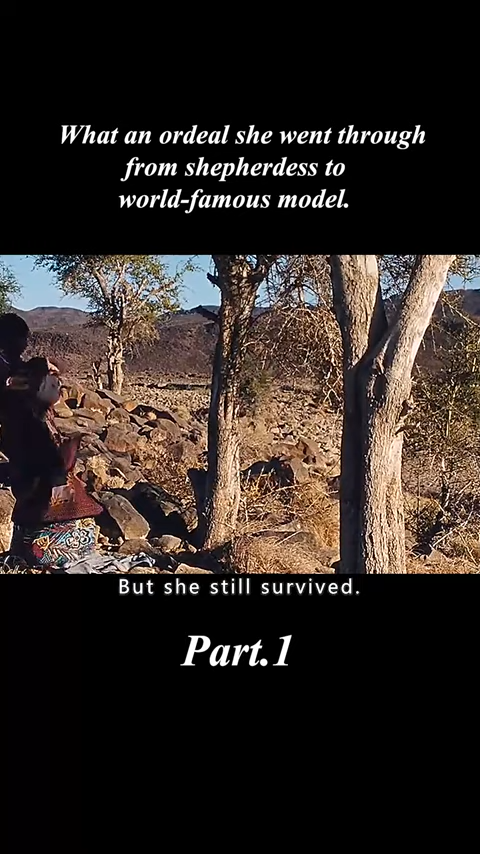 What an ordeal she went through
from shepherdess to
world-famous model.
But she still survived.
Part.1